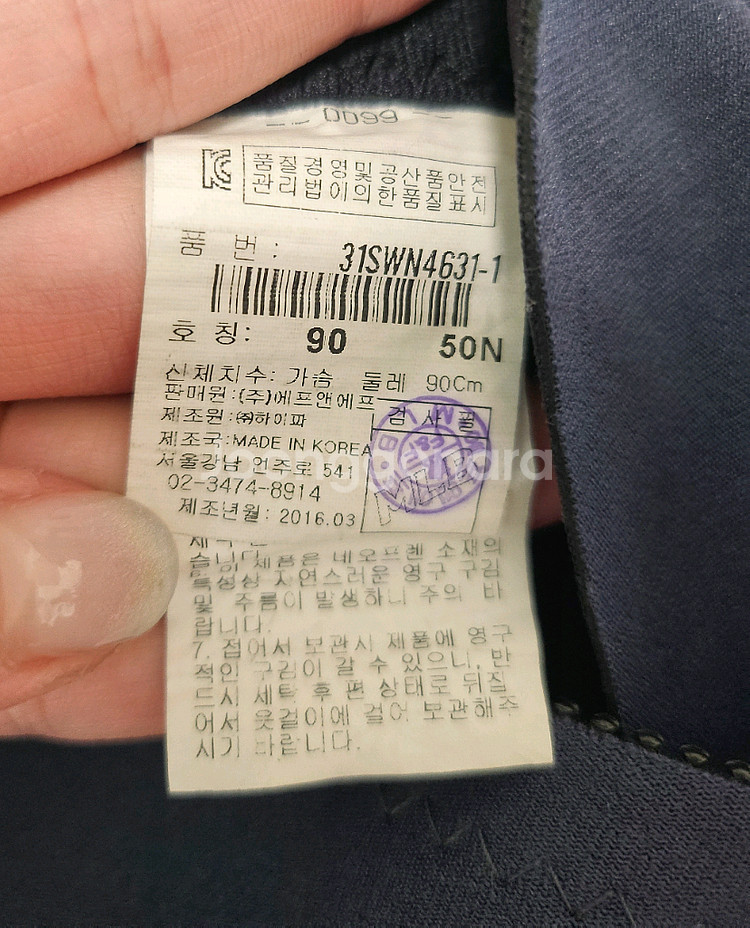 0099
품질경영및공산품안전
관리법이의한품질표시
품 번 : 31SWN4631-1
호 칭: 90 50N
신체치수: 가슴 둘레 90Cm
판매원:(주)에프앤에프
검 사 필
제조원:㈜하이파
제조국:MADE IN KOREA
서울강남 언주로 541
02-3474-8914
MLB
제조년월: 2016.03
습니다 제품은 네오프렌 소재의
특성상 자연스러운 영구 구김
및 주름이 발생하니 주의 바
랍니다.
7. 접어서 보관시 제품에 영구
적인 구김이 갈 수 있으니, 반
드시 세탁 후 편 상태로 뒤집
어서 옷걸이에 걸어 보관해주
시기 바랍니다.
joongonara